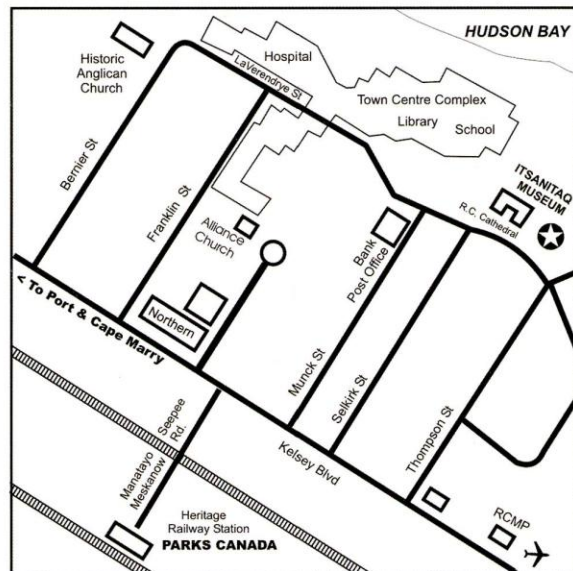 HUDSON BAY
Hospital
Historic
Anglican
Church
LaVerendrye St
Town Centre Complex
Library
School
ITSANITAQ
MUSEUM
R.C. Cathedral
Bernier St
Franklin St
Alliance
Church
Bank
Post Office
Northern
< To Port & Cape Marry
Munck St
Selkirk St
Thompson St
Seepee
Rd.
Manatayo
Meskanow
Kelsey Blvd
Heritage
Railway Station
PARKS CANADA
RCMP